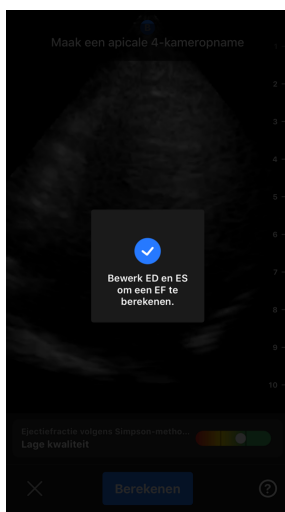 Maak een apicale 4-kameropname
2
3
4
5
6
7
8
9
10
Bewerk ED en ES
om een EF te
berekenen.
Ejectiefractie volgens Simpson-metho...
Lage kwaliteit
Berekenen
?